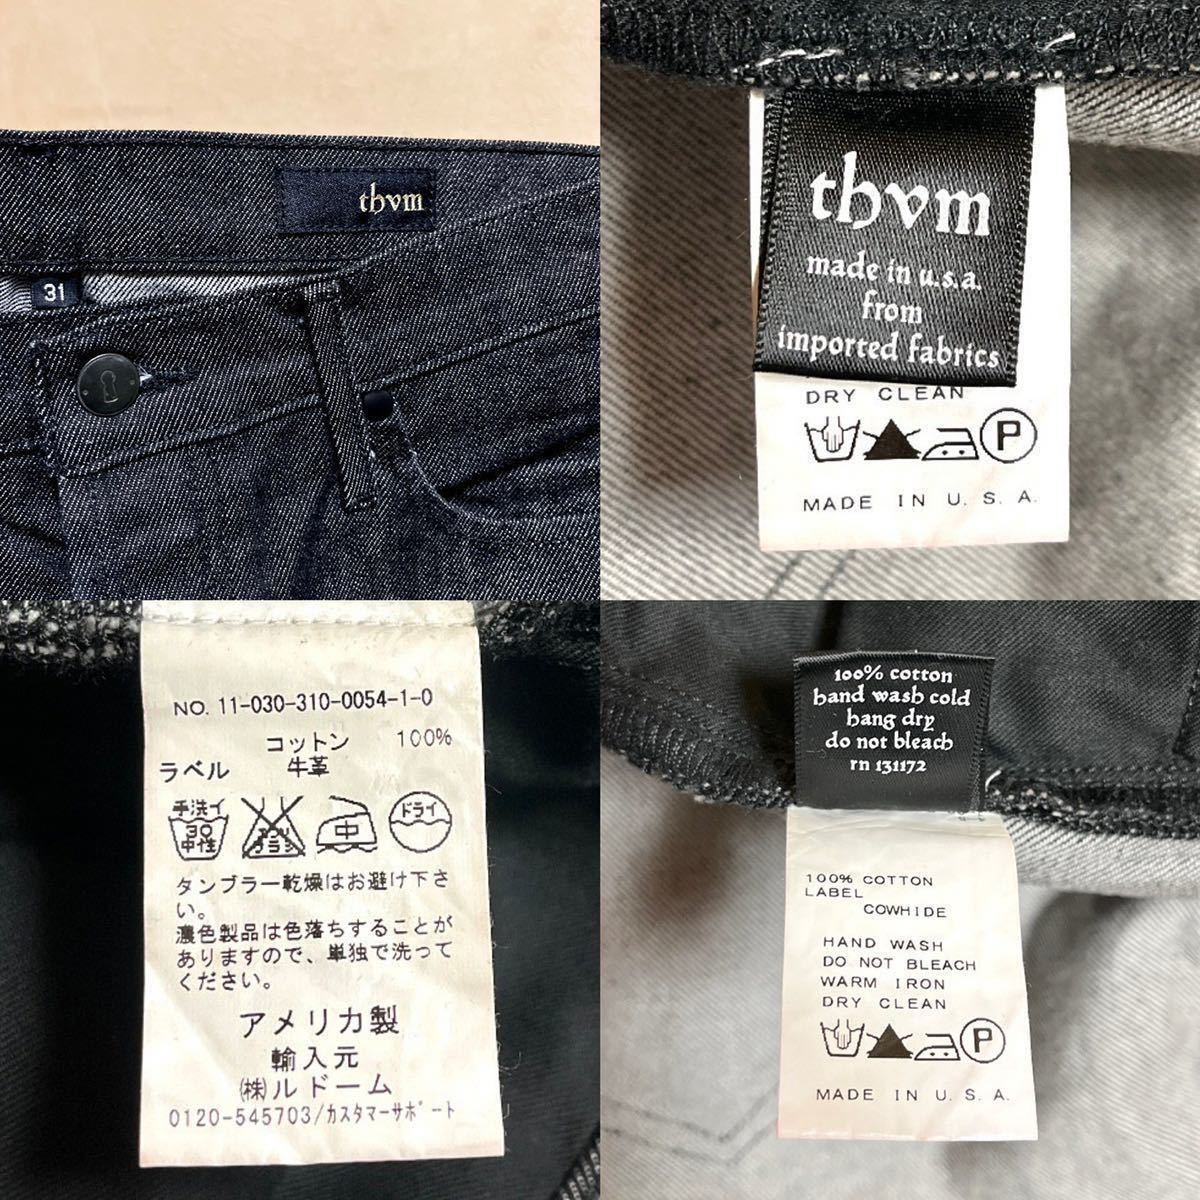 thvm
31
thvm
made in u.s.a.
from
imported fabrics
DRY CLEAN
P
MADE IN U. S. A.
NO. 11-030-310-0054-1-0
コットン 100%
ラベル 牛革
手洗イ
30
中性
エンソ
サラシ
中
ドライ
タンブラー乾燥はお避け下さ
い。
濃色製品は色落ちすることが
ありますので、単独で洗って
ください。
アメリカ製
輸入元
(株)ルドーム
0120-545703/カスタマーサポート
100% cotton
hand wash cold
hang dry
do not bleach
rn 131172
100% COTTON
LABEL
COWHIDE
HAND WASH
DO NOT BLEACH
WARM IRON
DRY CLEAN
P
MADE IN U. S. A.